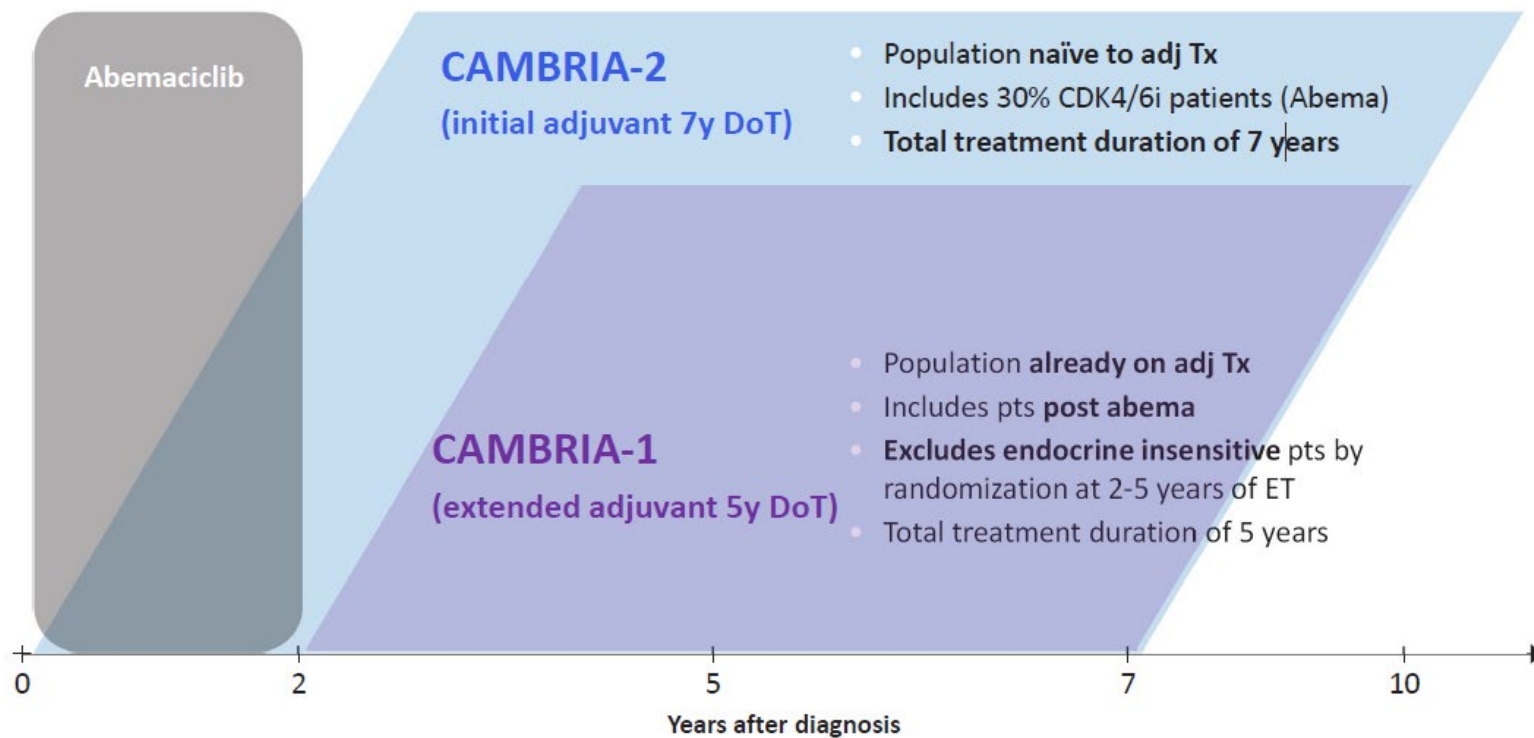 Abemaciclib
CAMBRIA-2
(initial adjuvant 7y DoT)
• Population naïve to adj Tx
• Includes 30% CDK4/6i patients (Abema)
• Total treatment duration of 7 years
CAMBRIA-1
(extended adjuvant 5y DoT)
• Population already on adj Tx
• Includes pts post abema
• Excludes endocrine insensitive pts by
randomization at 2-5 years of ET
• Total treatment duration of 5 years
0 2 5 7 10
Years after diagnosis